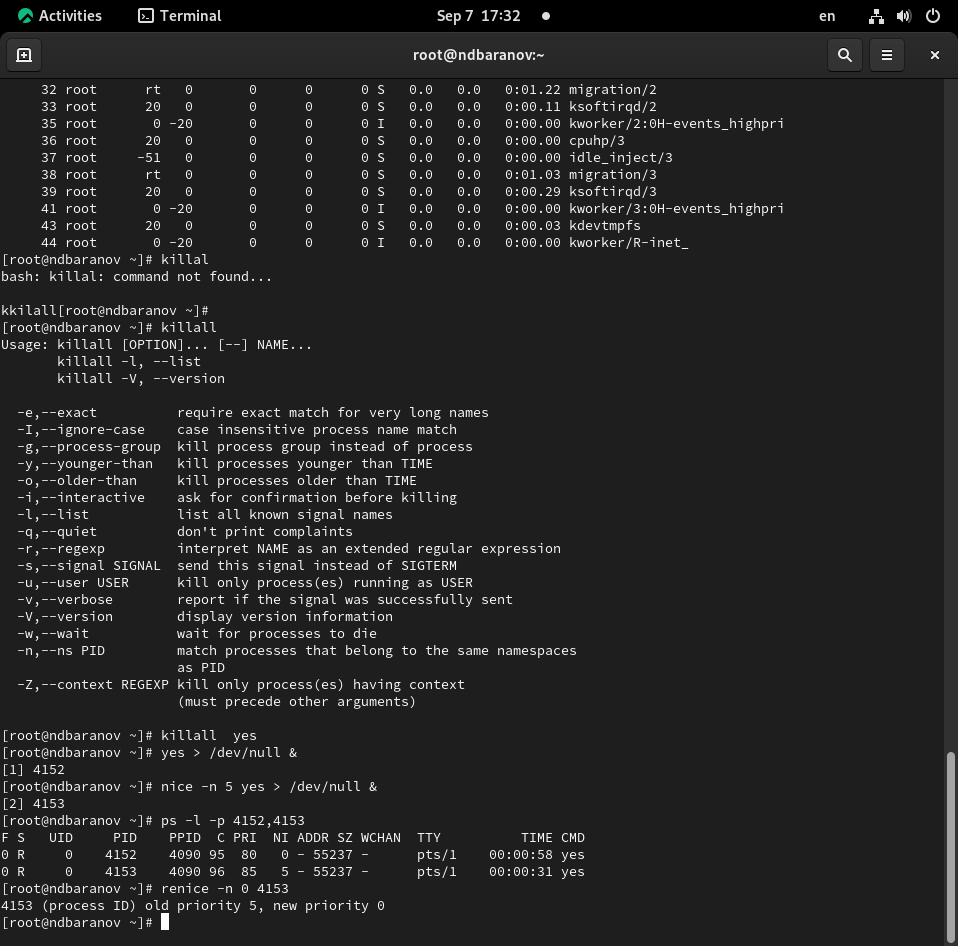 Activities
Terminal
Sep 7 17:32
en
root@ndbaranov:~
32 root rt 0 0 0 0 S 0.0 0.0 0:01.22 migration/2
33 root 20 0 0 0 0 S 0.0 0.0 0:00.11 ksoftirqd/2
35 root 0 -20 0 0 0 I 0.0 0.0 0:00.00 kworker/2:0H-events_highpri
36 root 20 0 0 0 0 S 0.0 0.0 0:00.00 cpuhp/3
37 root -51 0 0 0 0 S 0.0 0.0 0:00.00 idle_inject/3
38 root rt 0 0 0 0 S 0.0 0.0 0:01.03 migration/3
39 root 20 0 0 0 0 S 0.0 0.0 0:00.29 ksoftirqd/3
41 root 0 -20 0 0 0 I 0.0 0.0 0:00.00 kworker/3:0H-events_highpri
43 root 20 0 0 0 0 S 0.0 0.0 0:00.03 kdevtmpfs
44 root 0 -20 0 0 0 I 0.0 0.0 0:00.00 kworker/R-inet_
[root@ndbaranov ~]# killal
bash: killal: command not found...
kkilall[root@ndbaranov ~]#
[root@ndbaranov ~]# killall
Usage: killall [OPTION]... [--] NAME...
killall -l, --list
killall -V, --version
-e,--exact require exact match for very long names
-I,--ignore-case case insensitive process name match
-g,--process-group kill process group instead of process
-y,--younger-than kill processes younger than TIME
-o,--older-than kill processes older than TIME
-i,--interactive ask for confirmation before killing
-l,--list list all known signal names
-q,--quiet don't print complaints
-r,--regexp interpret NAME as an extended regular expression
-s,--signal SIGNAL send this signal instead of SIGTERM
-u,--user USER kill only process(es) running as USER
-v,--verbose report if the signal was successfully sent
-V,--version display version information
-w,--wait wait for processes to die
-n,--ns PID match processes that belong to the same namespaces
as PID
-Z,--context REGEXP kill only process(es) having context
(must precede other arguments)
[root@ndbaranov ~]# killall  yes
[root@ndbaranov ~]# yes > /dev/null &
[1] 4152
[root@ndbaranov ~]# nice -n 5 yes > /dev/null &
[2] 4153
[root@ndbaranov ~]# ps -l -p 4152,4153
F S UID PID PPID C PRI NI ADDR SZ WCHAN TTY TIME CMD
0 R 0 4152 4090 95 80 0 - 55237 - pts/1 00:00:58 yes
0 R 0 4153 4090 96 85 5 - 55237 - pts/1 00:00:31 yes
[root@ndbaranov ~]# renice -n 0 4153
4153 (process ID) old priority 5, new priority 0
[root@ndbaranov ~]#